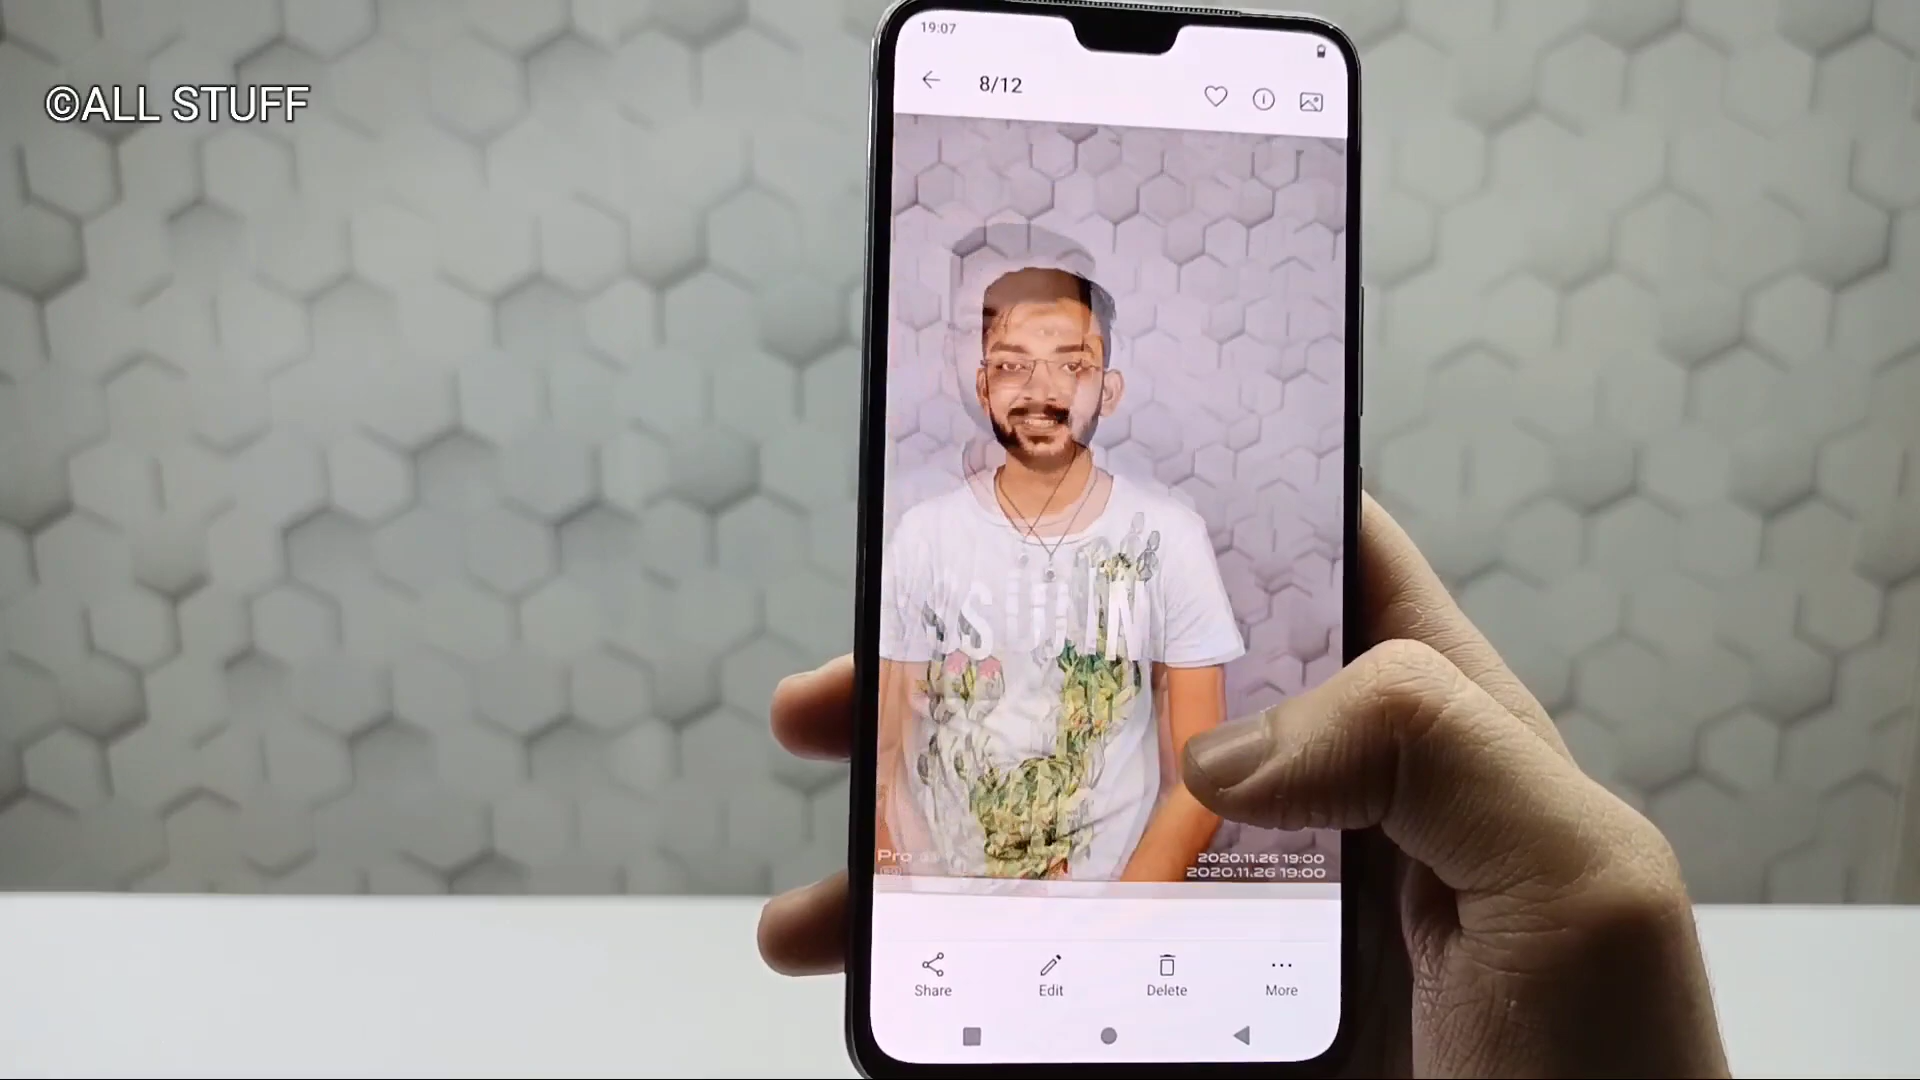 ©ALL STUFF
19:07
8/12
Pro
2020.11.26 19:00
2020.11.26 19:00
Share
Edit
Delete
More